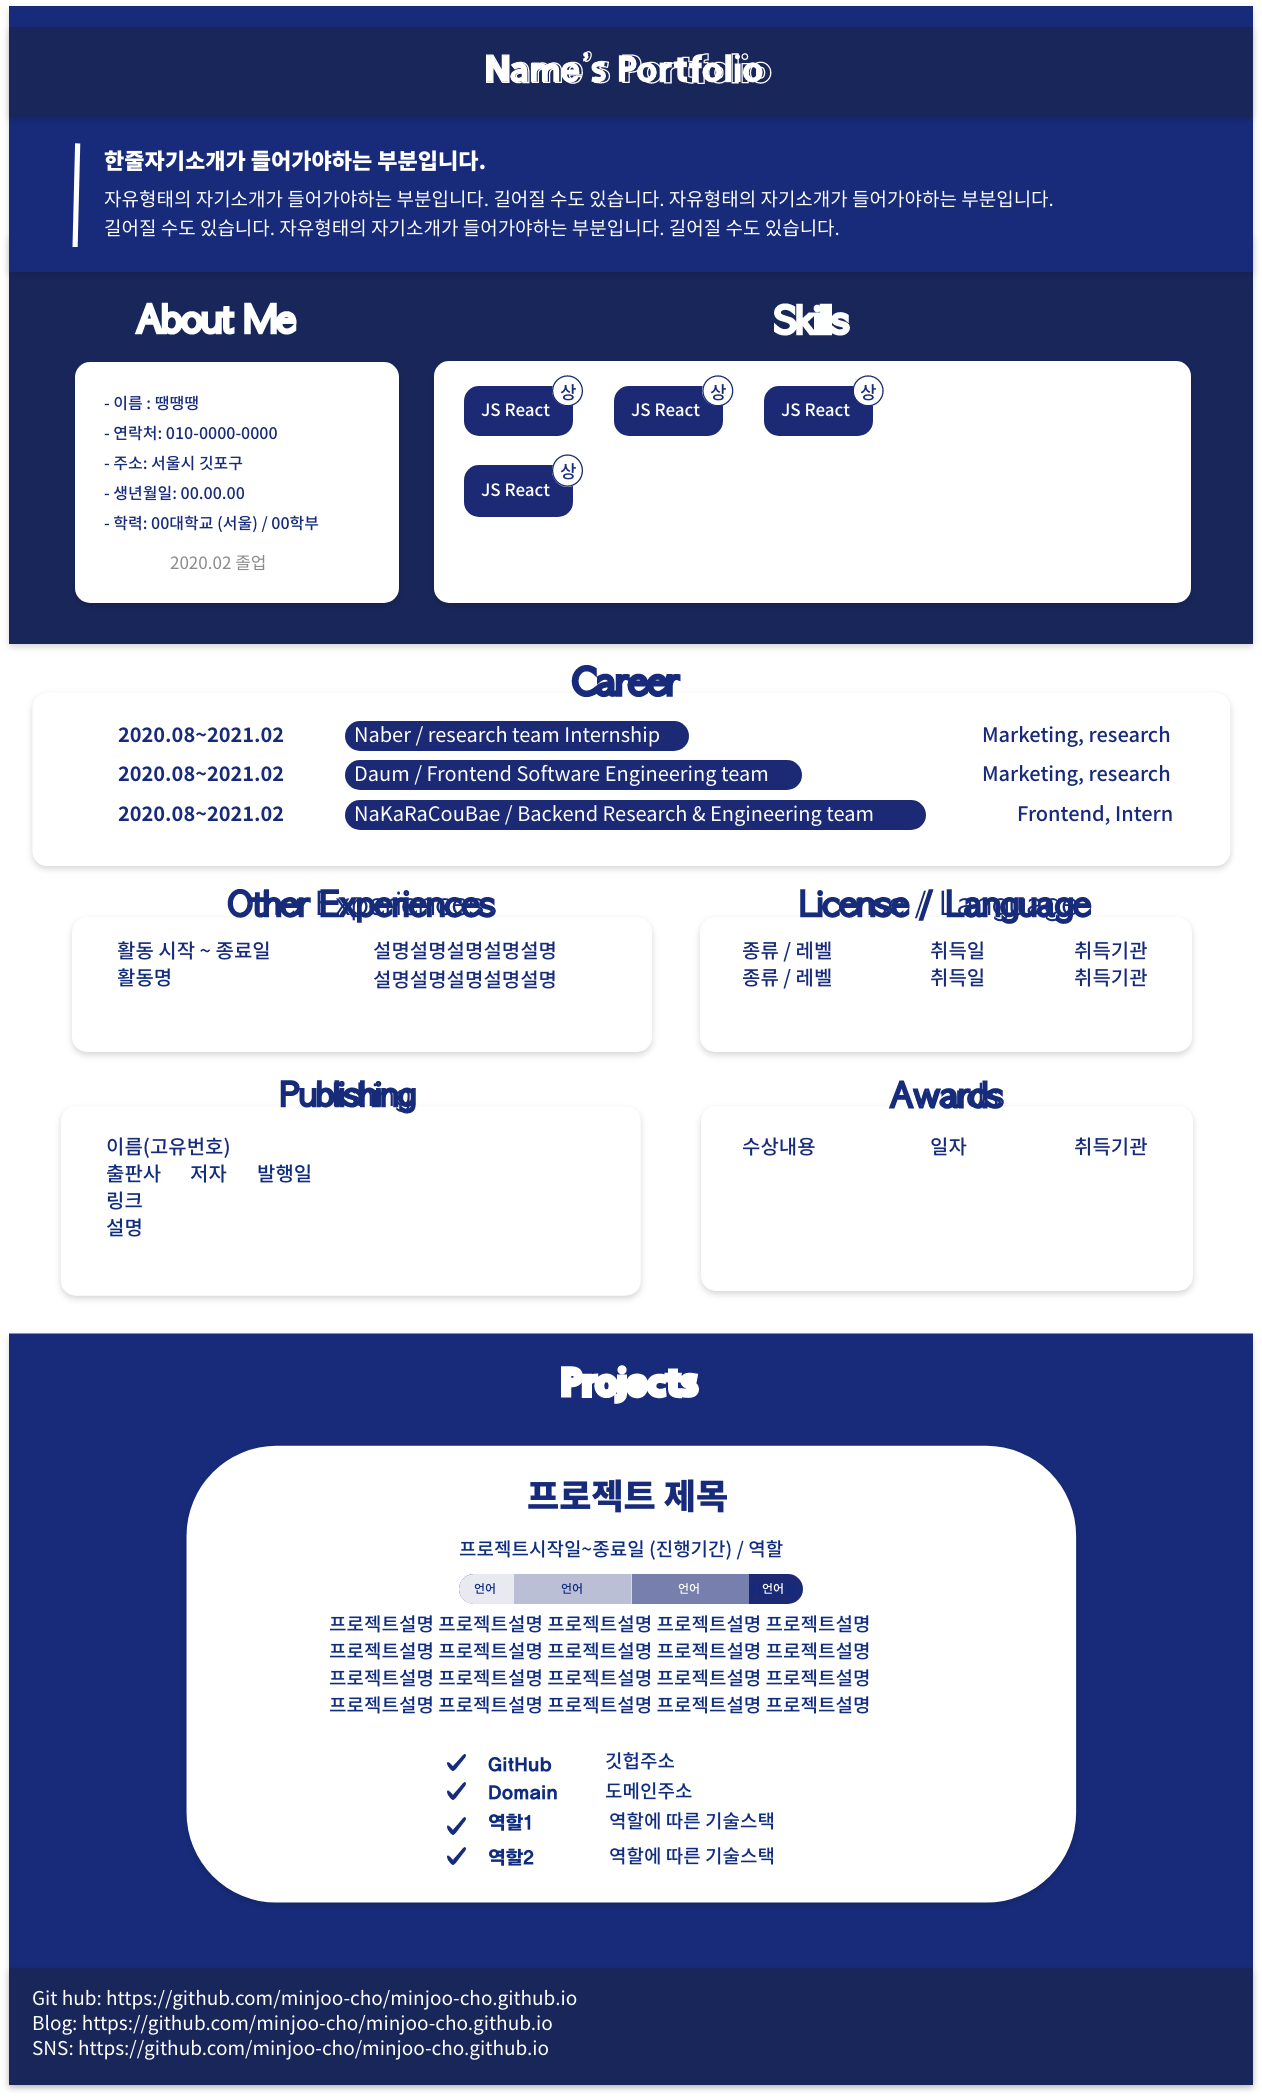 Name's Portfolio
한줄자기소개가 들어가야하는 부분입니다.
자유형태의 자기소개가 들어가야하는 부분입니다. 길어질 수도 있습니다. 자유형태의 자기소개가 들어가야하는 부분입니다.
길어질 수도 있습니다. 자유형태의 자기소개가 들어가야하는 부분입니다. 길어질 수도 있습니다.
About Me
- 이름 : 땡땡땡
- 연락처: 010-0000-0000
- 주소: 서울시 깃포구
- 생년월일: 00.00.00
- 학력: 00대학교 (서울) / 00학부
2020.02 졸업
Skills
JS React 상 JS React 상 JS React 상
JS React 상
Career
2020.08~2021.02 Naber / research team Internship Marketing, research
2020.08~2021.02 Daum / Frontend Software Engineering team Marketing, research
2020.08~2021.02 NaKaRaCouBae / Backend Research & Engineering team Frontend, Intern
Other Experiences
활동 시작 ~ 종료일 설명설명설명설명설명
활동명 설명설명설명설명설명
License / Language
종류 / 레벨 취득일 취득기관
종류 / 레벨 취득일 취득기관
Publishing
이름(고유번호)
출판사 저자 발행일
링크
설명
Awards
수상내용 일자 취득기관
Projects
프로젝트 제목
프로젝트시작일~종료일 (진행기간) / 역할
언어 언어 언어 언어
프로젝트설명 프로젝트설명 프로젝트설명 프로젝트설명 프로젝트설명
프로젝트설명 프로젝트설명 프로젝트설명 프로젝트설명 프로젝트설명
프로젝트설명 프로젝트설명 프로젝트설명 프로젝트설명 프로젝트설명
프로젝트설명 프로젝트설명 프로젝트설명 프로젝트설명 프로젝트설명
GitHub 깃헙주소
Domain 도메인주소
역할1 역할에 따른 기술스택
역할2 역할에 따른 기술스택
Git hub: https://github.com/minjoo-cho/minjoo-cho.github.io
Blog: https://github.com/minjoo-cho/minjoo-cho.github.io
SNS: https://github.com/minjoo-cho/minjoo-cho.github.io